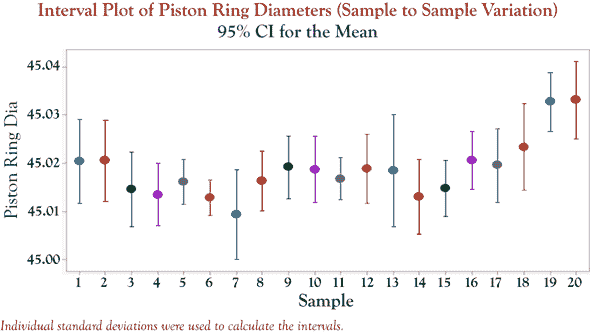 Interval Plot of Piston Ring Diameters (Sample to Sample Variation)
95% CI for the Mean
Piston Ring Dia
45.04
45.03
45.02
45.01
45.00
1 2 3 4 5 6 7 8 9 10 11 12 13 14 15 16 17 18 19 20
Sample
Individual standard deviations were used to calculate the intervals.